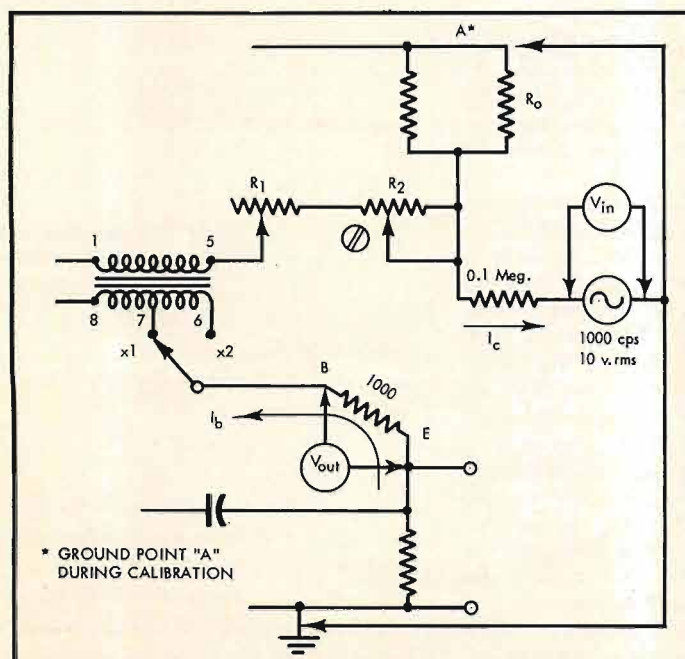 A*
R₀
R₁
R₂
Vin
1
5
0.1 Meg.
8
7
6
Ic
1000 cps
10 v. rms
x1
x2
B
1000
Ib
E
Vout
* GROUND POINT "A"
DURING CALIBRATION